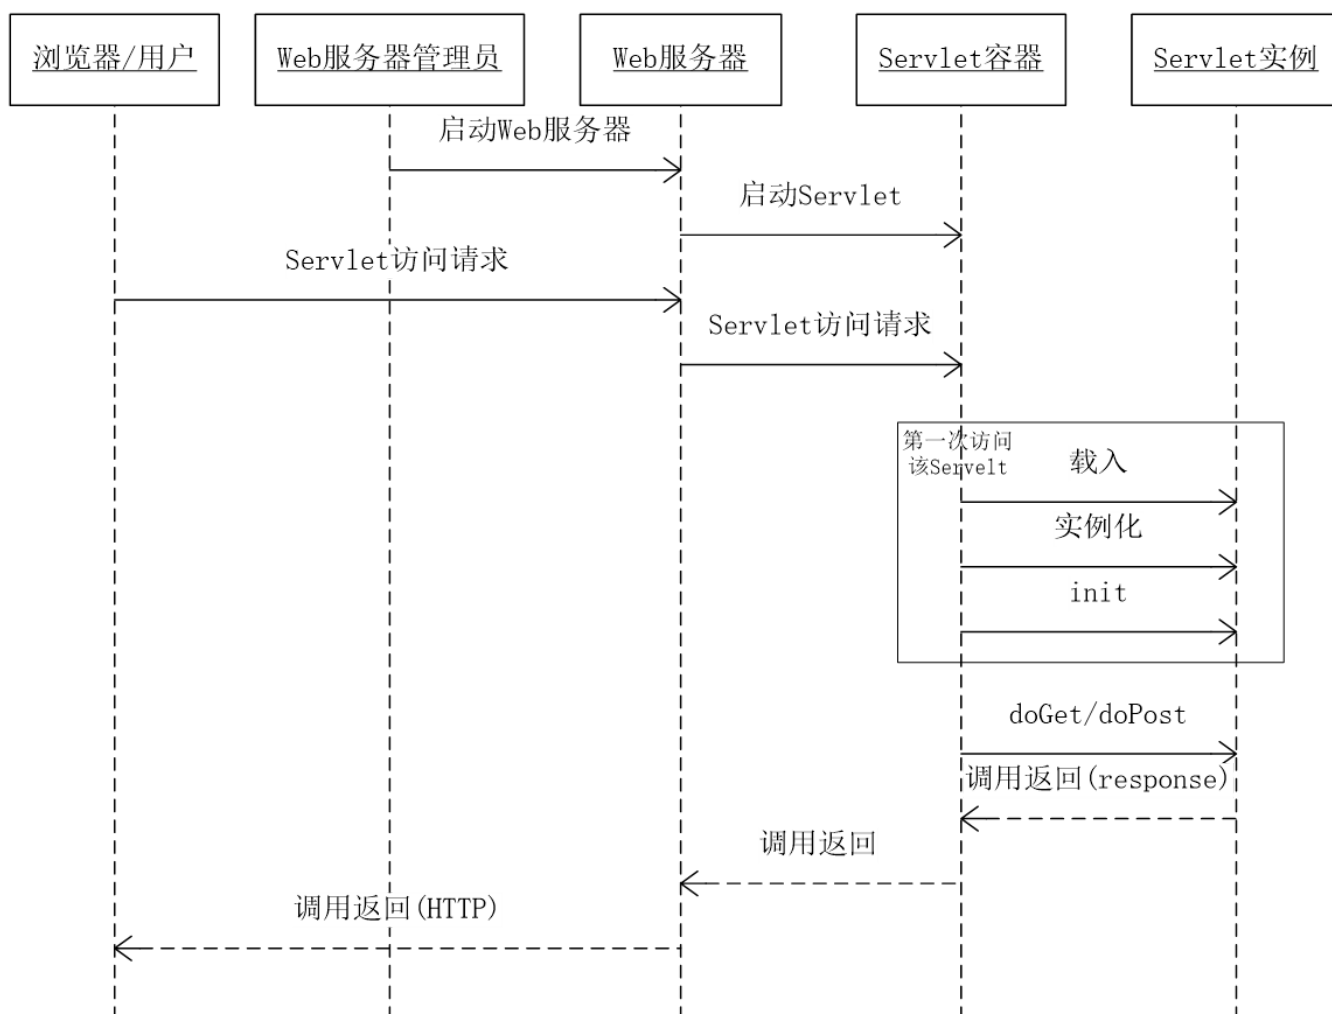 浏览器/用户
Web服务器管理员
Web服务器
Servlet容器
Servlet实例
启动Web服务器
启动Servlet
Servlet访问请求
Servlet访问请求
第一次访问
该Servelt
载入
实例化
init
doGet/doPost
调用返回(response)
调用返回
调用返回(HTTP)